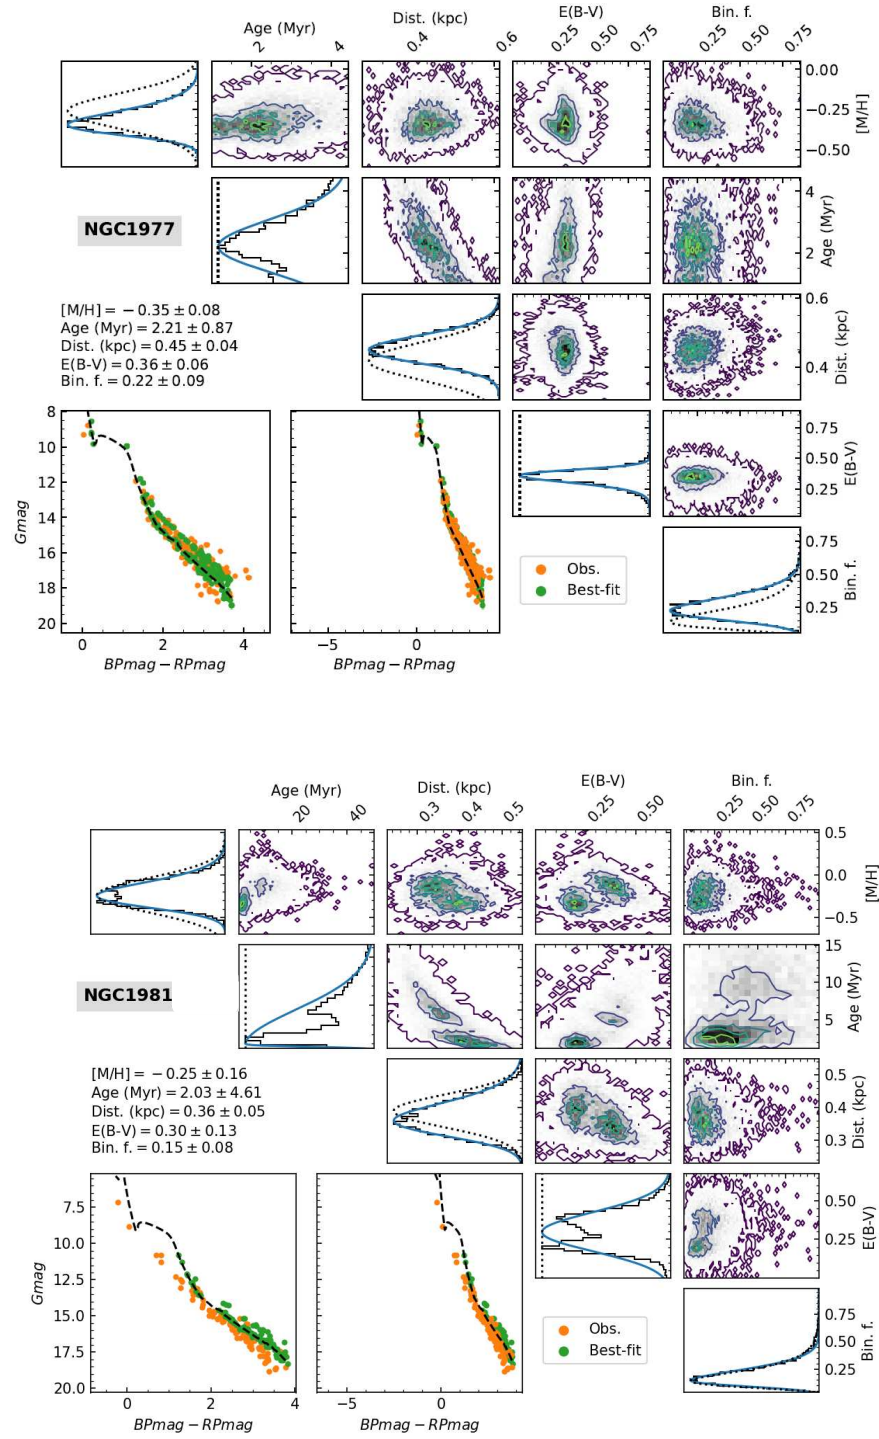 Age (Myr)
Dist. (kpc)
E(B-V)
Bin. f.
2
4
0.4
0.6
0.25
0.50
0.75
0.25
0.50
0.75
0.00
−0.25
−0.50
[M/H]
NGC1977
4
2
Age (Myr)
[M/H] = −0.35 ± 0.08
Age (Myr) = 2.21 ± 0.87
Dist. (kpc) = 0.45 ± 0.04
E(B-V) = 0.36 ± 0.06
Bin. f. = 0.22 ± 0.09
0.6
0.4
Dist. (kpc)
8
10
12
14
16
18
20
Gmag
0
2
4
BPmag − RPmag
−5
0
BPmag − RPmag
0.75
0.50
0.25
E(B-V)
Obs.
Best-fit
0.75
0.50
0.25
Bin. f.
Age (Myr)
Dist. (kpc)
E(B-V)
Bin. f.
20
40
0.3
0.4
0.5
0.25
0.50
0.25
0.50
0.75
0.5
0.0
−0.5
[M/H]
NGC1981
15
10
5
Age (Myr)
[M/H] = −0.25 ± 0.16
Age (Myr) = 2.03 ± 4.61
Dist. (kpc) = 0.36 ± 0.05
E(B-V) = 0.30 ± 0.13
Bin. f. = 0.15 ± 0.08
0.5
0.4
0.3
Dist. (kpc)
7.5
10.0
12.5
15.0
17.5
20.0
Gmag
0
2
4
BPmag − RPmag
−5
0
BPmag − RPmag
0.50
0.25
E(B-V)
Obs.
Best-fit
0.75
0.50
0.25
Bin. f.